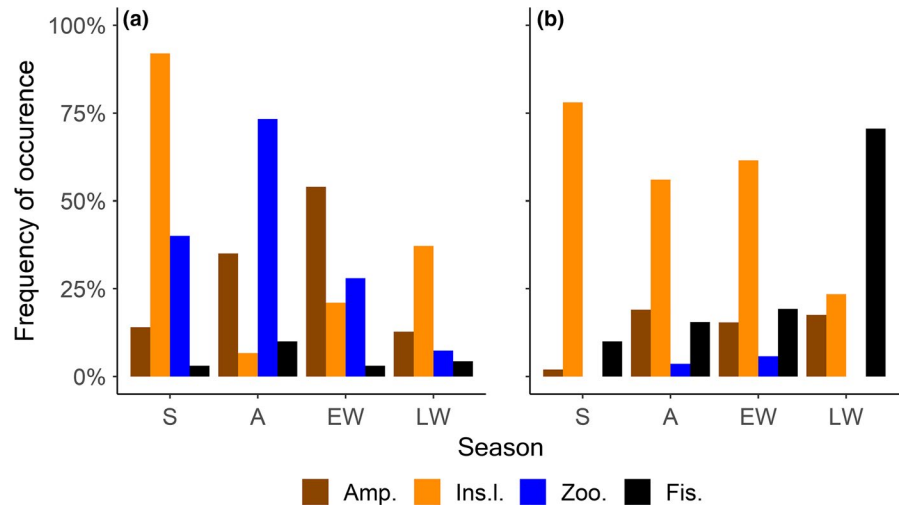 (a)
(b)
Frequency of occurence
100%
75%
50%
25%
0%
S A EW LW
S A EW LW
Season
Amp. Ins.l. Zoo. Fis.